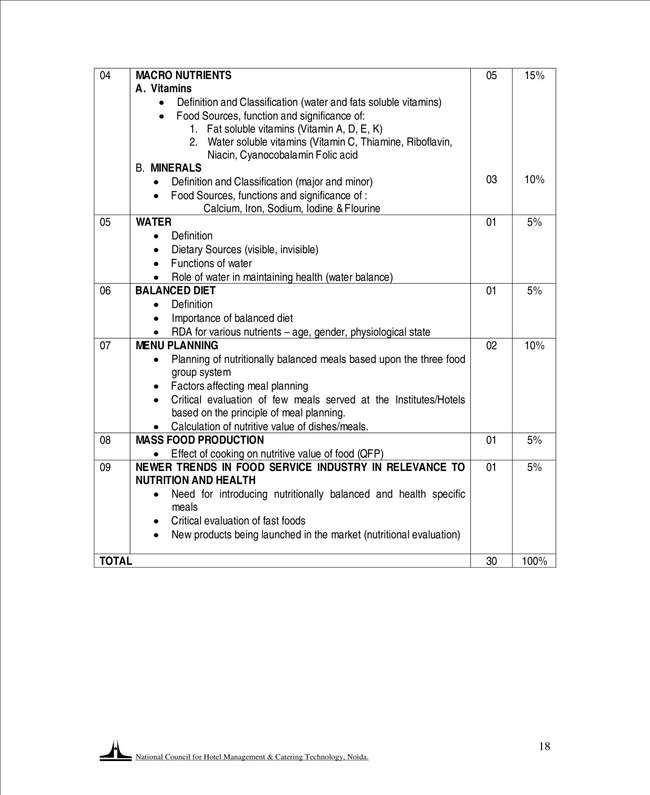 04 MACRO NUTRIENTS 05 15%
A. Vitamins
• Definition and Classification (water and fats soluble vitamins)
• Food Sources, function and significance of:
1. Fat soluble vitamins (Vitamin A, D, E, K)
2. Water soluble vitamins (Vitamin C, Thiamine, Riboflavin,
Niacin, Cyanocobalamin Folic acid
B. MINERALS 03 10%
• Definition and Classification (major and minor)
• Food Sources, functions and significance of :
Calcium, Iron, Sodium, Iodine & Flourine
05 WATER 01 5%
• Definition
• Dietary Sources (visible, invisible)
• Functions of water
• Role of water in maintaining health (water balance)
06 BALANCED DIET 01 5%
• Definition
• Importance of balanced diet
• RDA for various nutrients – age, gender, physiological state
07 MENU PLANNING 02 10%
• Planning of nutritionally balanced meals based upon the three food
group system
• Factors affecting meal planning
• Critical evaluation of few meals served at the Institutes/Hotels
based on the principle of meal planning.
• Calculation of nutritive value of dishes/meals.
08 MASS FOOD PRODUCTION 01 5%
• Effect of cooking on nutritive value of food (QFP)
09 NEWER TRENDS IN FOOD SERVICE INDUSTRY IN RELEVANCE TO 01 5%
NUTRITION AND HEALTH
• Need for introducing nutritionally balanced and health specific
meals
• Critical evaluation of fast foods
• New products being launched in the market (nutritional evaluation)
TOTAL 30 100%
18
National Council for Hotel Management & Catering Technology, Noida.